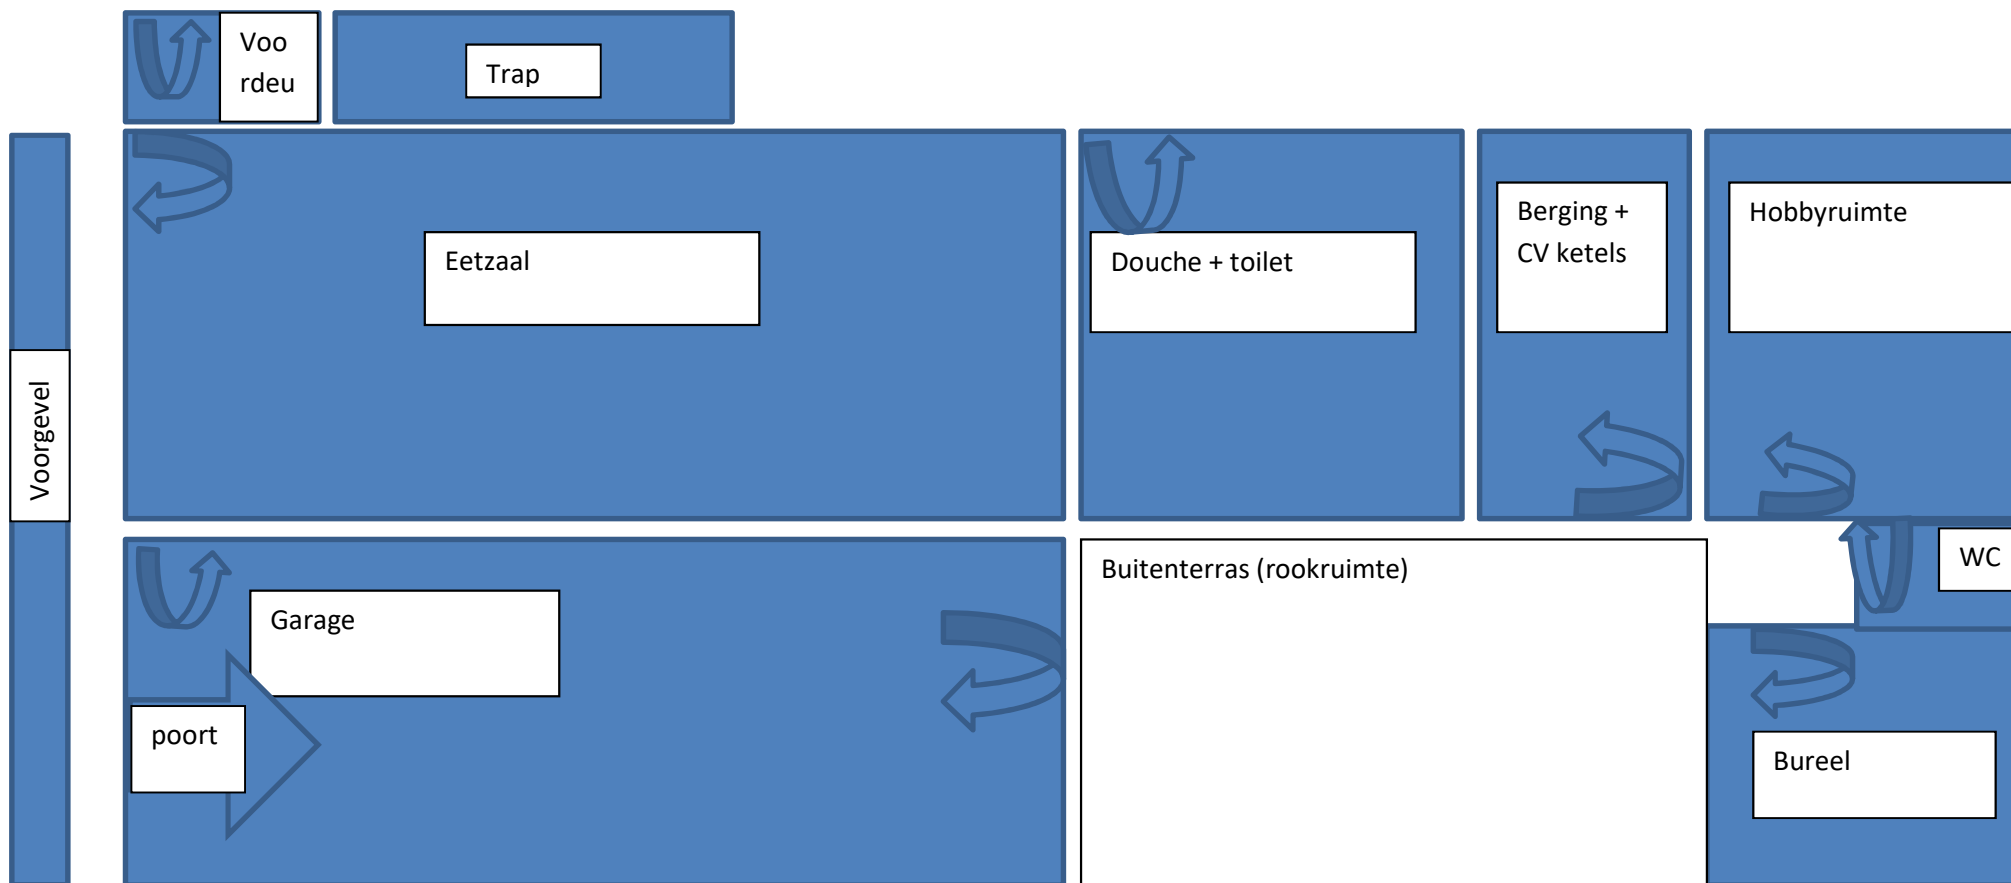 Voo
rdeu
Trap
Voorgevel
Eetzaal
Douche + toilet
Berging +
CV ketels
Hobbyruimte
Garage
poort
Buitenterras (rookruimte)
WC
Bureel